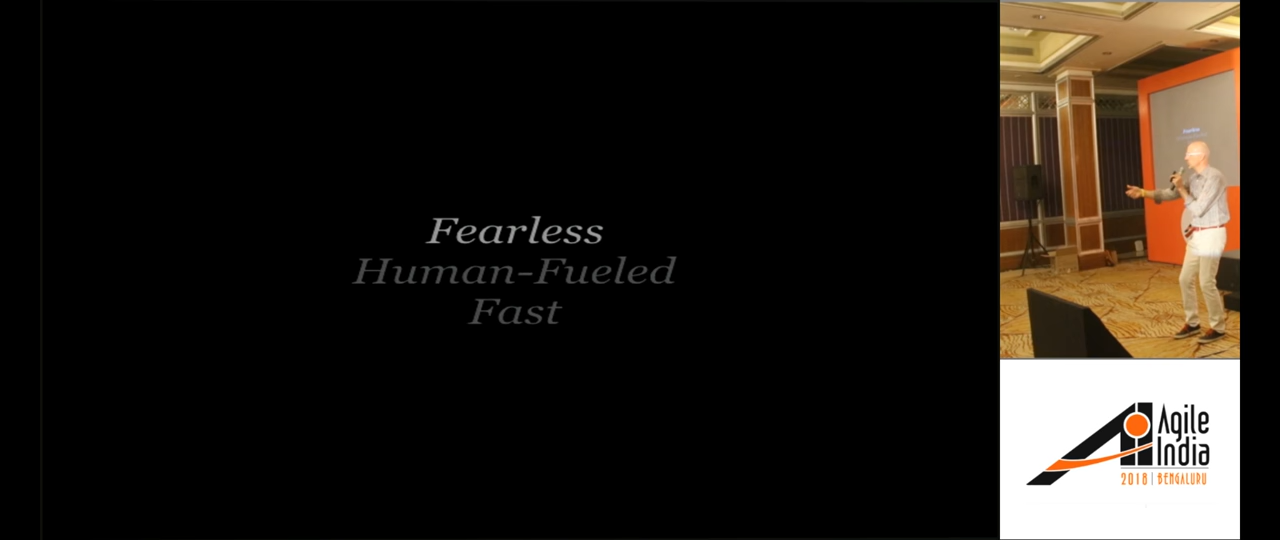 Fearless
Human-Fueled
Fast
Agile
India
2018 | BENGALURU